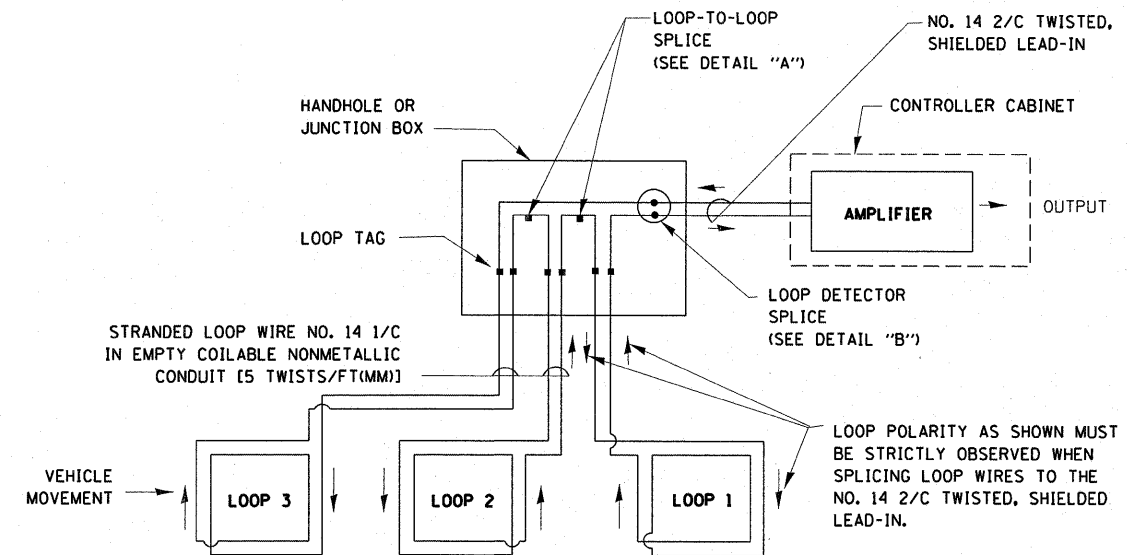 LOOP-TO-LOOP
SPLICE
(SEE DETAIL "A")
NO. 14 2/C TWISTED,
SHIELDED LEAD-IN
HANDHOLE OR
JUNCTION BOX
CONTROLLER CABINET
AMPLIFIER
OUTPUT
LOOP TAG
LOOP DETECTOR
SPLICE
(SEE DETAIL "B")
STRANDED LOOP WIRE NO. 14 1/C
IN EMPTY COILABLE NONMETALLIC
CONDUIT [5 TWISTS/FT(MM)]
LOOP POLARITY AS SHOWN MUST
BE STRICTLY OBSERVED WHEN
SPLICING LOOP WIRES TO THE
NO. 14 2/C TWISTED, SHIELDED
LEAD-IN.
VEHICLE
MOVEMENT
LOOP 3
LOOP 2
LOOP 1